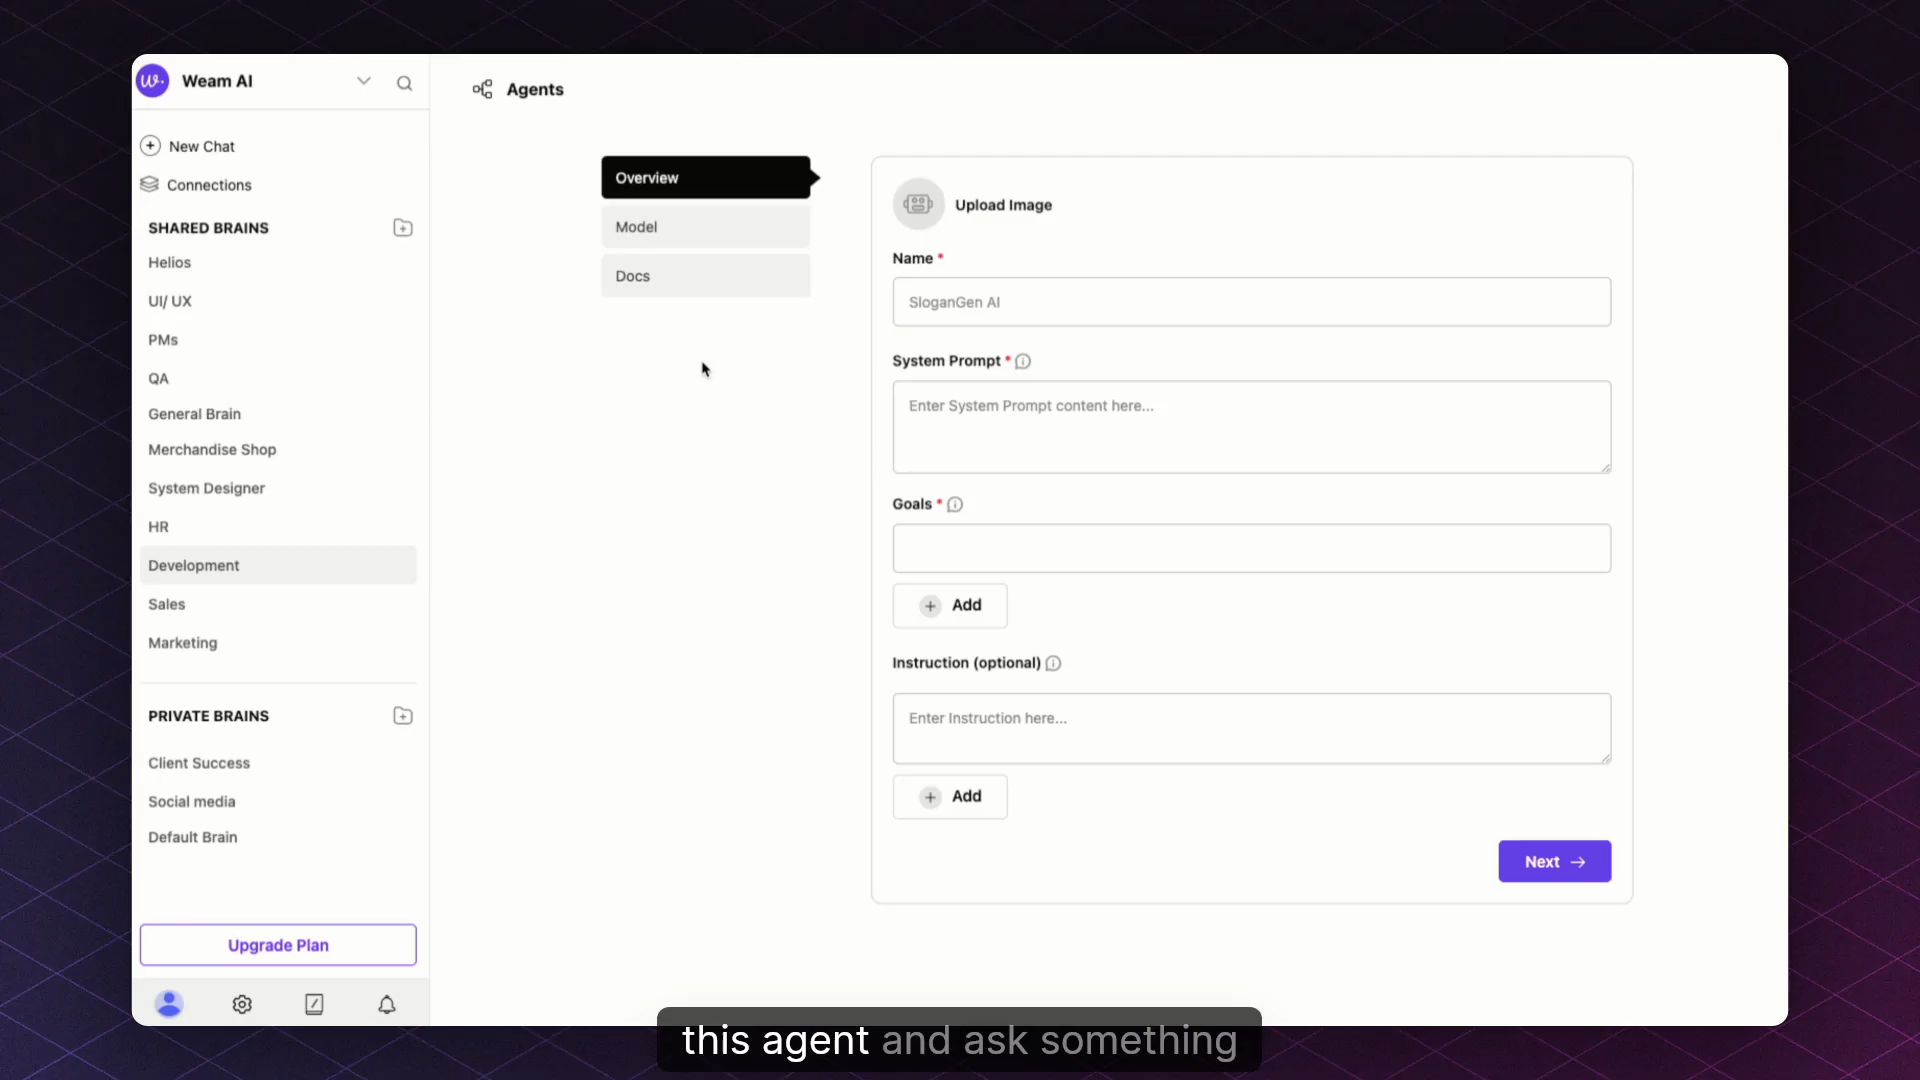 Weam AI
New Chat
Connections
SHARED BRAINS
Helios
UI/ UX
PMs
QA
General Brain
Merchandise Shop
System Designer
HR
Development
Sales
Marketing
PRIVATE BRAINS
Client Success
Social media
Default Brain
Upgrade Plan
Agents
Overview
Model
Docs
Upload Image
Name *
SloganGen AI
System Prompt *
Enter System Prompt content here...
Goals *
Add
Instruction (optional)
Enter Instruction here...
Add
Next
this agent and ask something